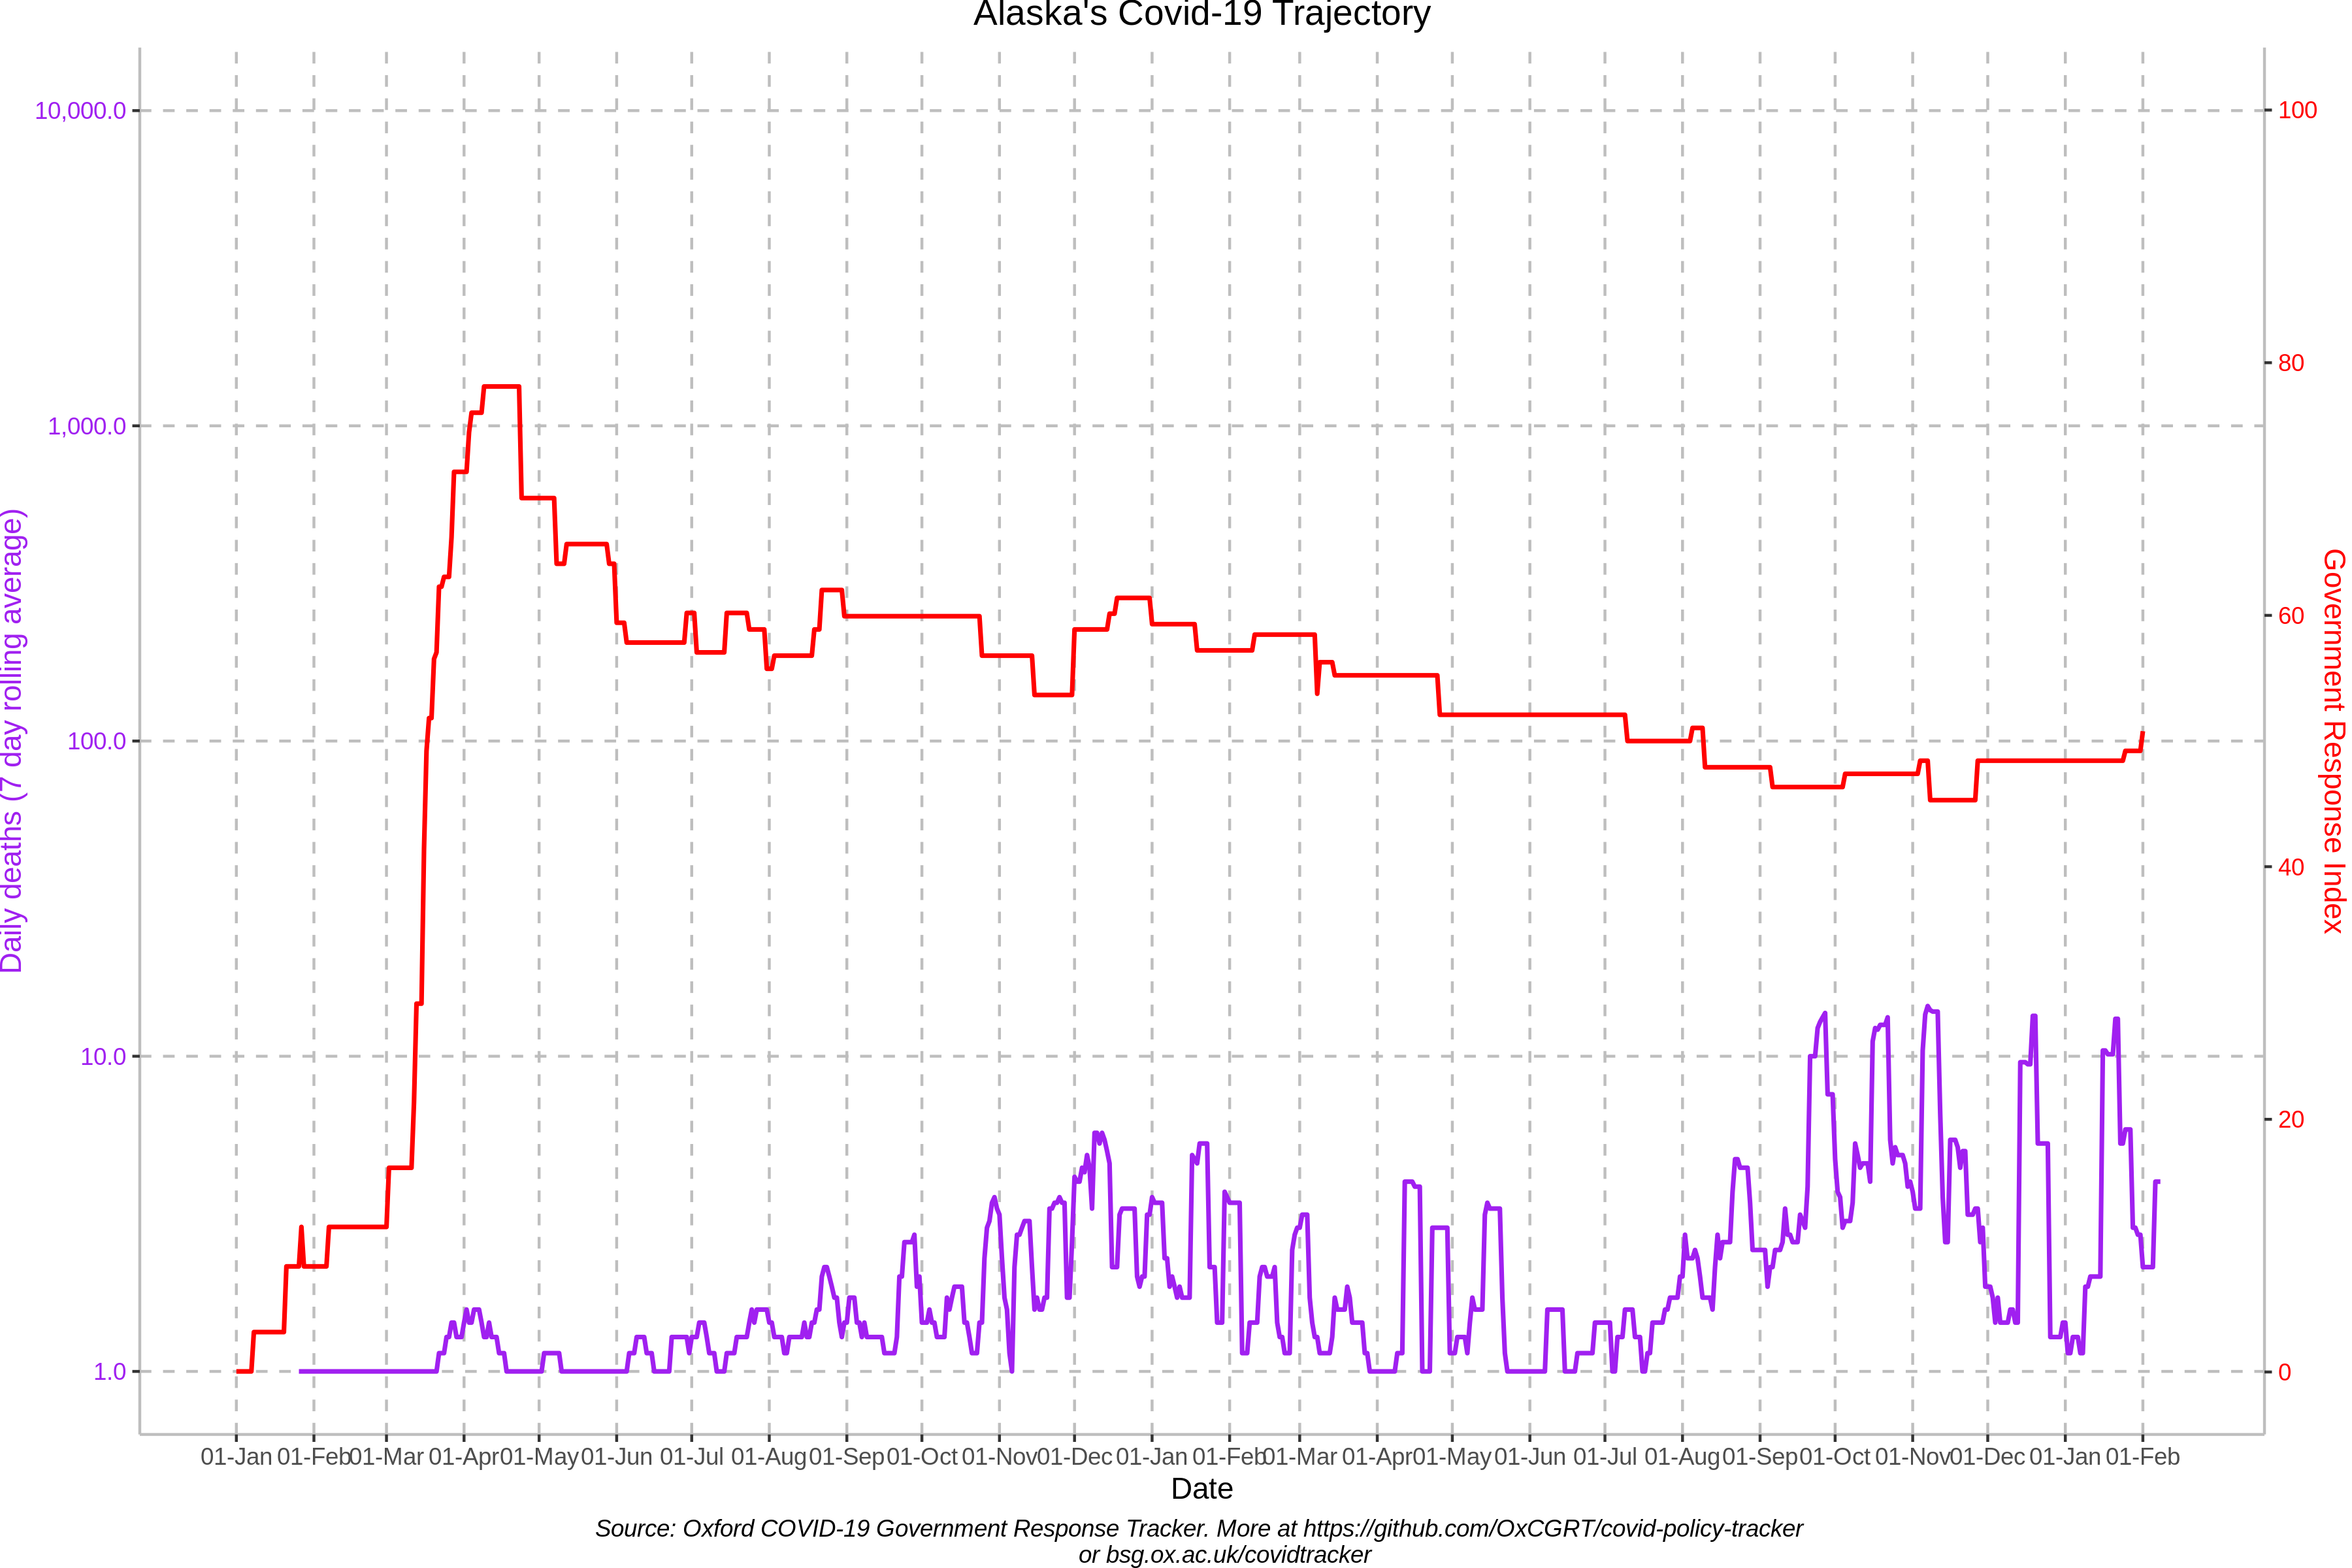 Alaska's Covid-19 Trajectory
10,000.0
1,000.0
100.0
10.0
1.0
Daily deaths (7 day rolling average)
100
80
60
40
20
0
Government Response Index
01-Jan 01-Feb 01-Mar 01-Apr 01-May 01-Jun 01-Jul 01-Aug 01-Sep 01-Oct 01-Nov 01-Dec 01-Jan 01-Feb 01-Mar 01-Apr 01-May 01-Jun 01-Jul 01-Aug 01-Sep 01-Oct 01-Nov 01-Dec 01-Jan 01-Feb
Date
Source: Oxford COVID-19 Government Response Tracker. More at https://github.com/OxCGRT/covid-policy-tracker
or bsg.ox.ac.uk/covidtracker